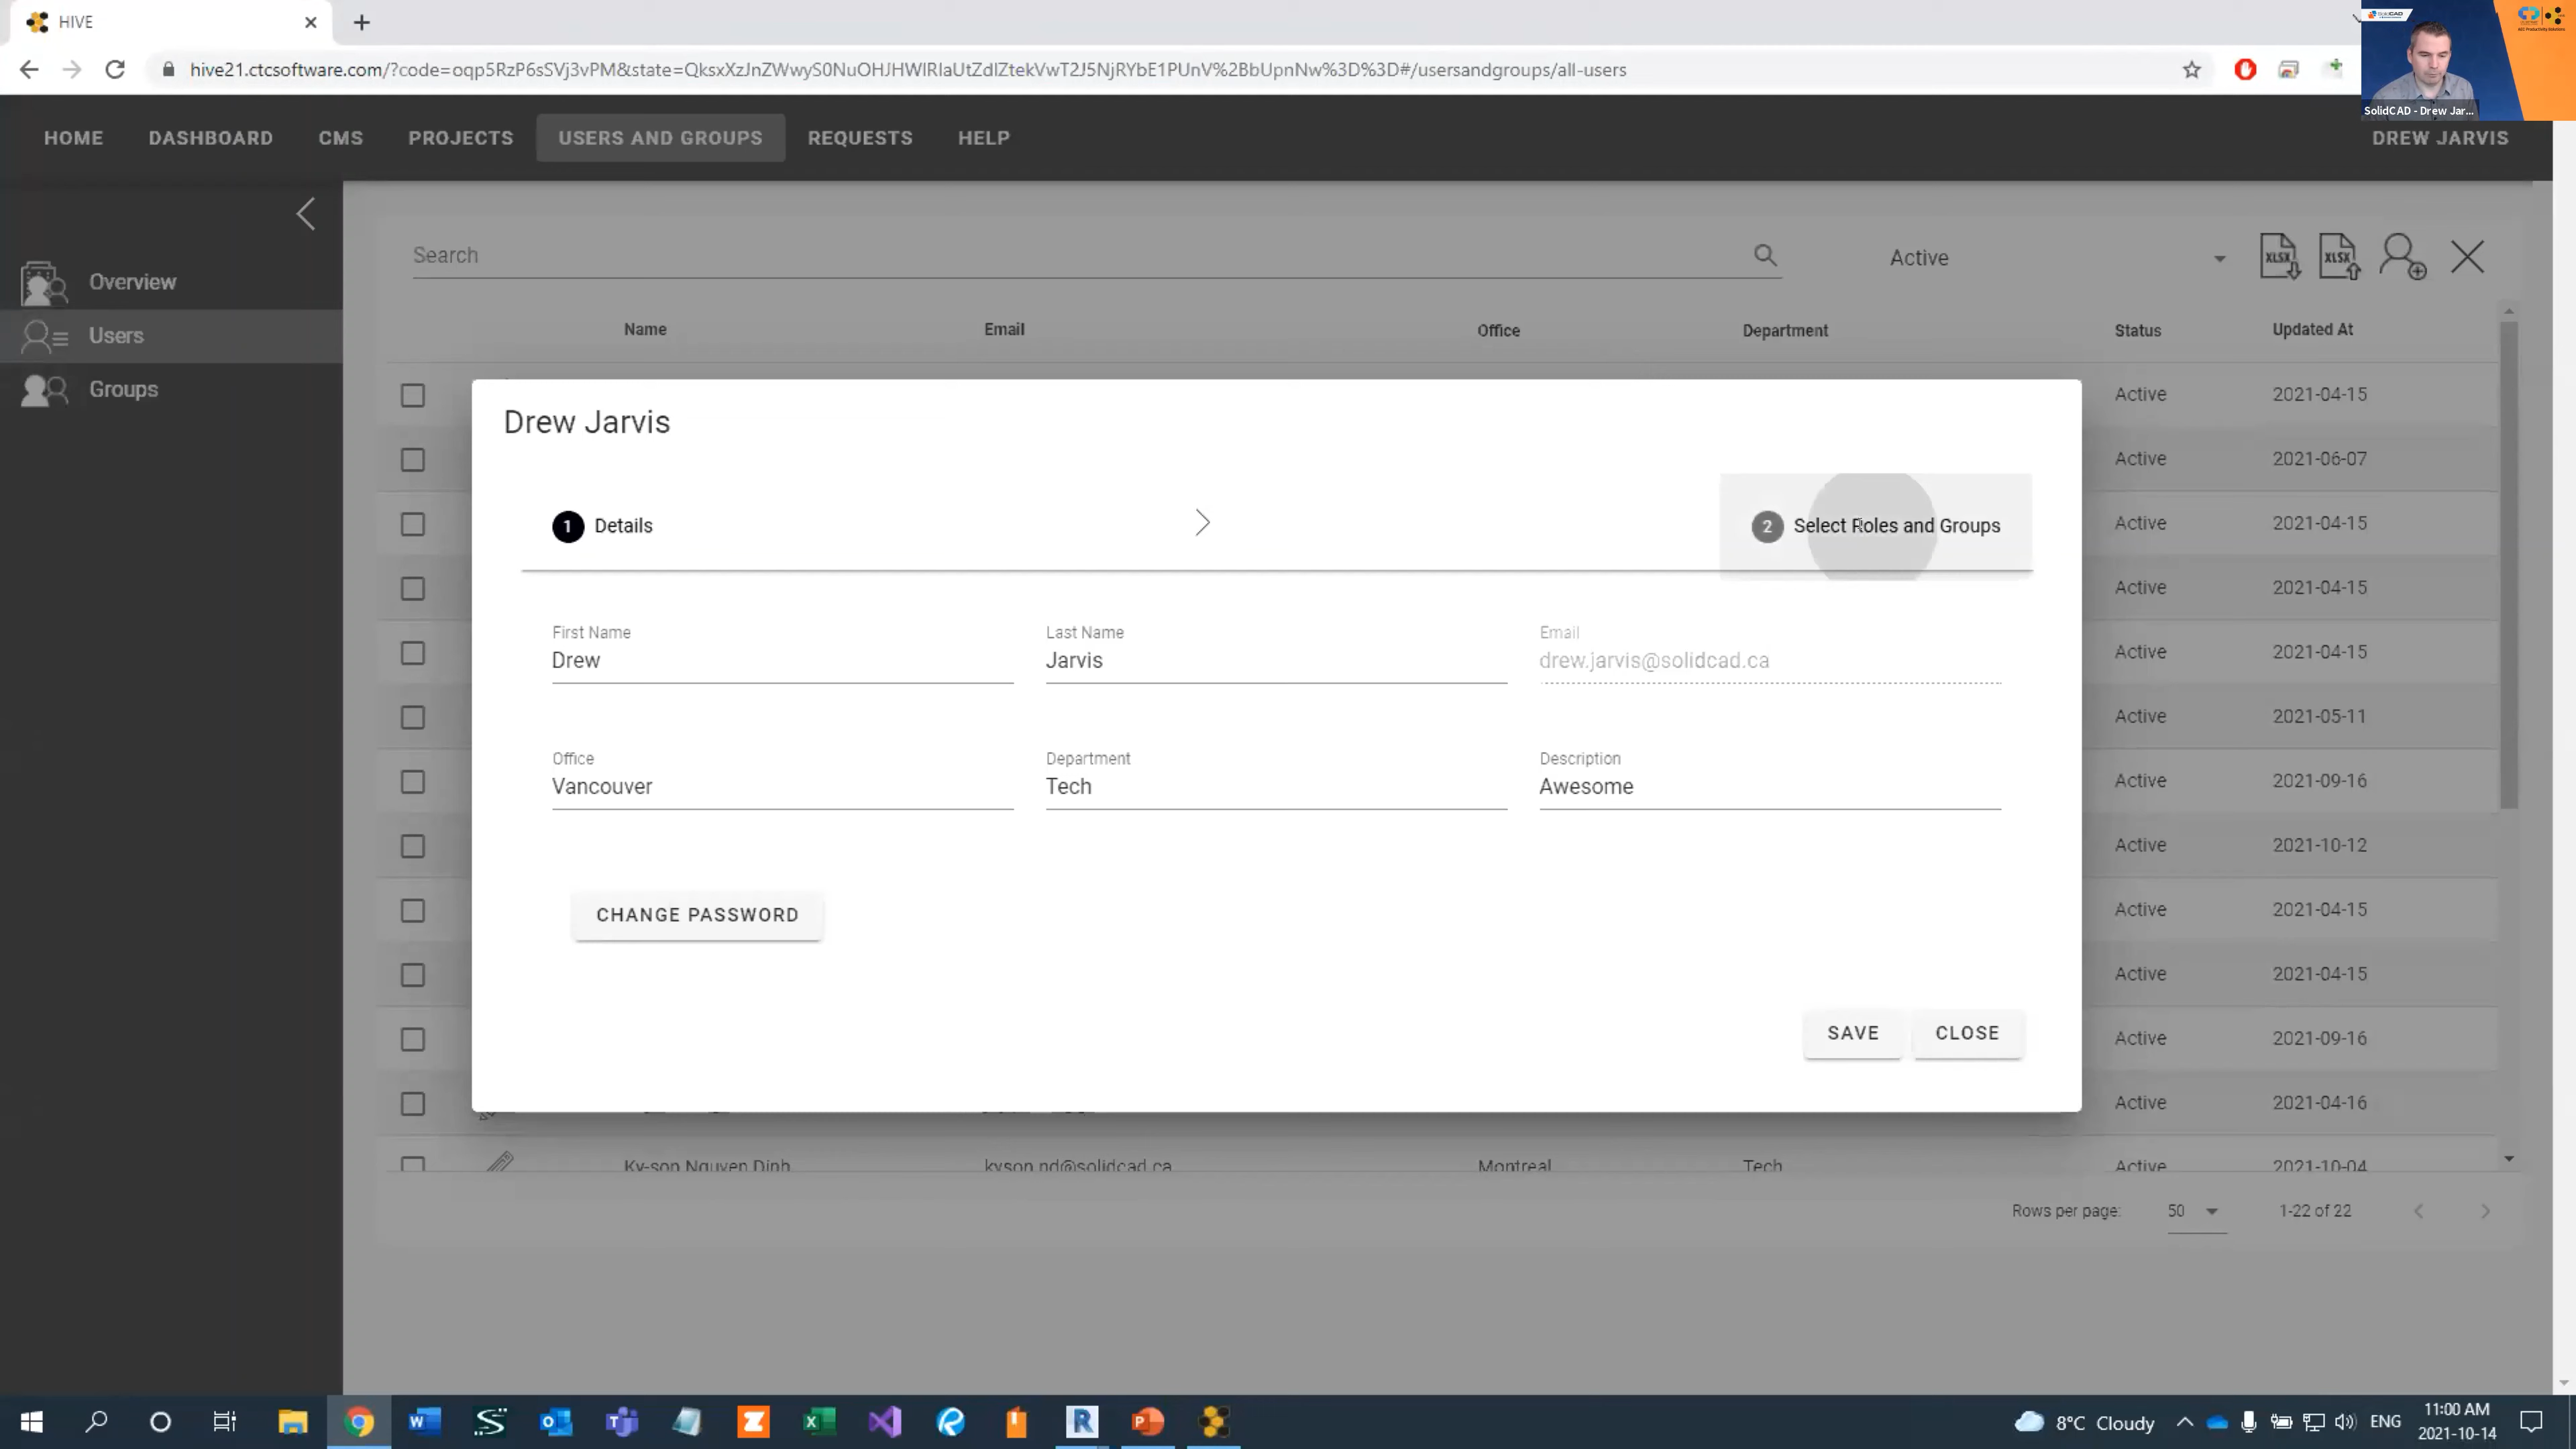 HIVE
hive21.ctcsoftware.com/?code=oqp5RzP6sSVj3vPM&state=QksxXzJnZWwyS0NuOHJHWlRIaUtZdlZtekVwT2J5NjRYbE1PUnV%2BbUpnNw%3D%3D#/usersandgroups/all-users
SolidCAD - Drew Jar...
HOME DASHBOARD CMS PROJECTS USERS AND GROUPS REQUESTS HELP DREW JARVIS
Overview
Users
Groups
Search
Active
XLSX XLSX
Name Email Office Department Status Updated At
Active 2021-04-15
Active 2021-06-07
Active 2021-04-15
Active 2021-04-15
Active 2021-04-15
Active 2021-05-11
Active 2021-09-16
Active 2021-10-12
Active 2021-04-15
Active 2021-04-15
Active 2021-09-16
Active 2021-04-16
Ky-son Nguyen Dinh kyson.nd@solidcad.ca Montreal Tech Active 2021-10-04
Drew Jarvis
1 Details
2 Select Roles and Groups
First Name Last Name Email
Drew Jarvis drew.jarvis@solidcad.ca
Office Department Description
Vancouver Tech Awesome
CHANGE PASSWORD
SAVE CLOSE
Rows per page: 50 1-22 of 22
8°C Cloudy
ENG
11:00 AM
2021-10-14